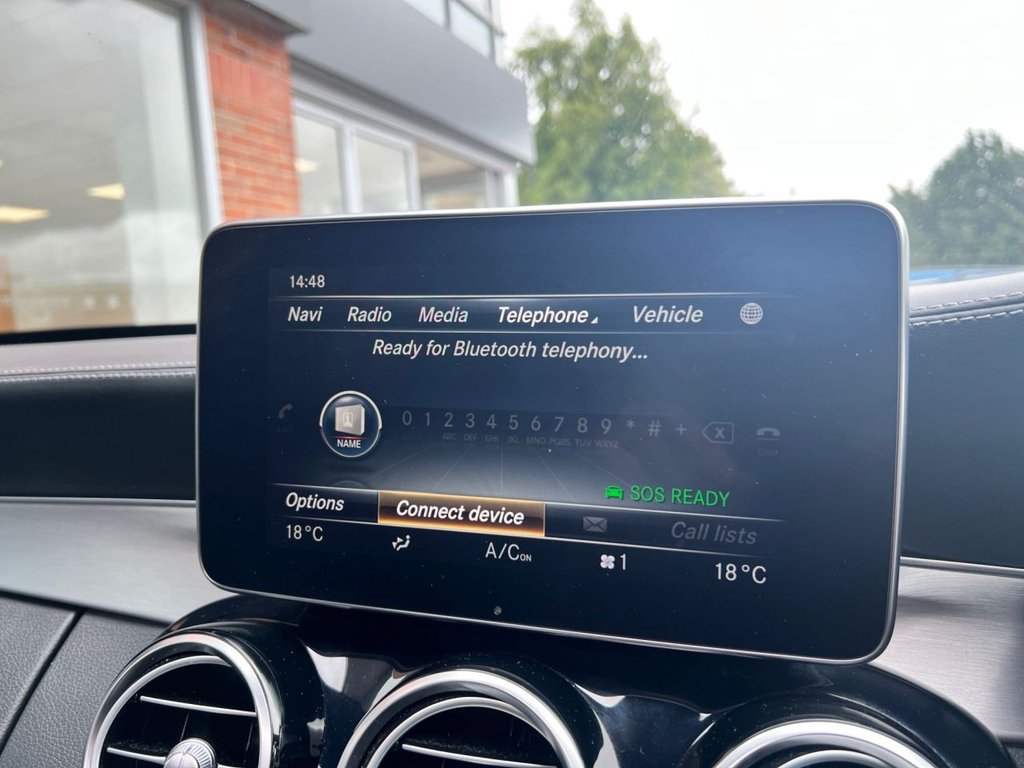 14:48
Navi Radio Media Telephone Vehicle
Ready for Bluetooth telephony...
0 1 2 3 4 5 6 7 8 9 * # +
ABC DEF GHI JKL MNO PQRS TUV WXYZ
NAME
SOS READY
Options Connect device Call lists
18°C A/C ON 1 18°C